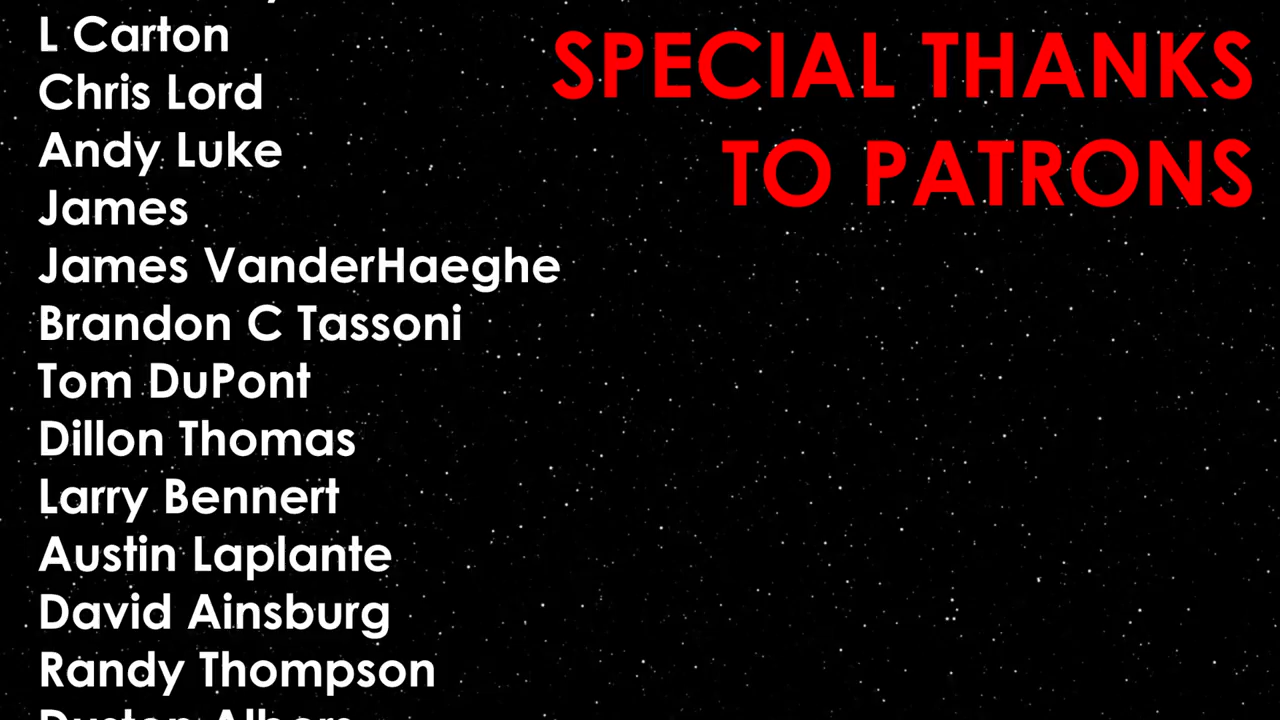 L Carton
Chris Lord
Andy Luke
James
James VanderHaeghe
Brandon C Tassoni
Tom DuPont
Dillon Thomas
Larry Bennert
Austin Laplante
David Ainsburg
Randy Thompson
SPECIAL THANKS
TO PATRONS